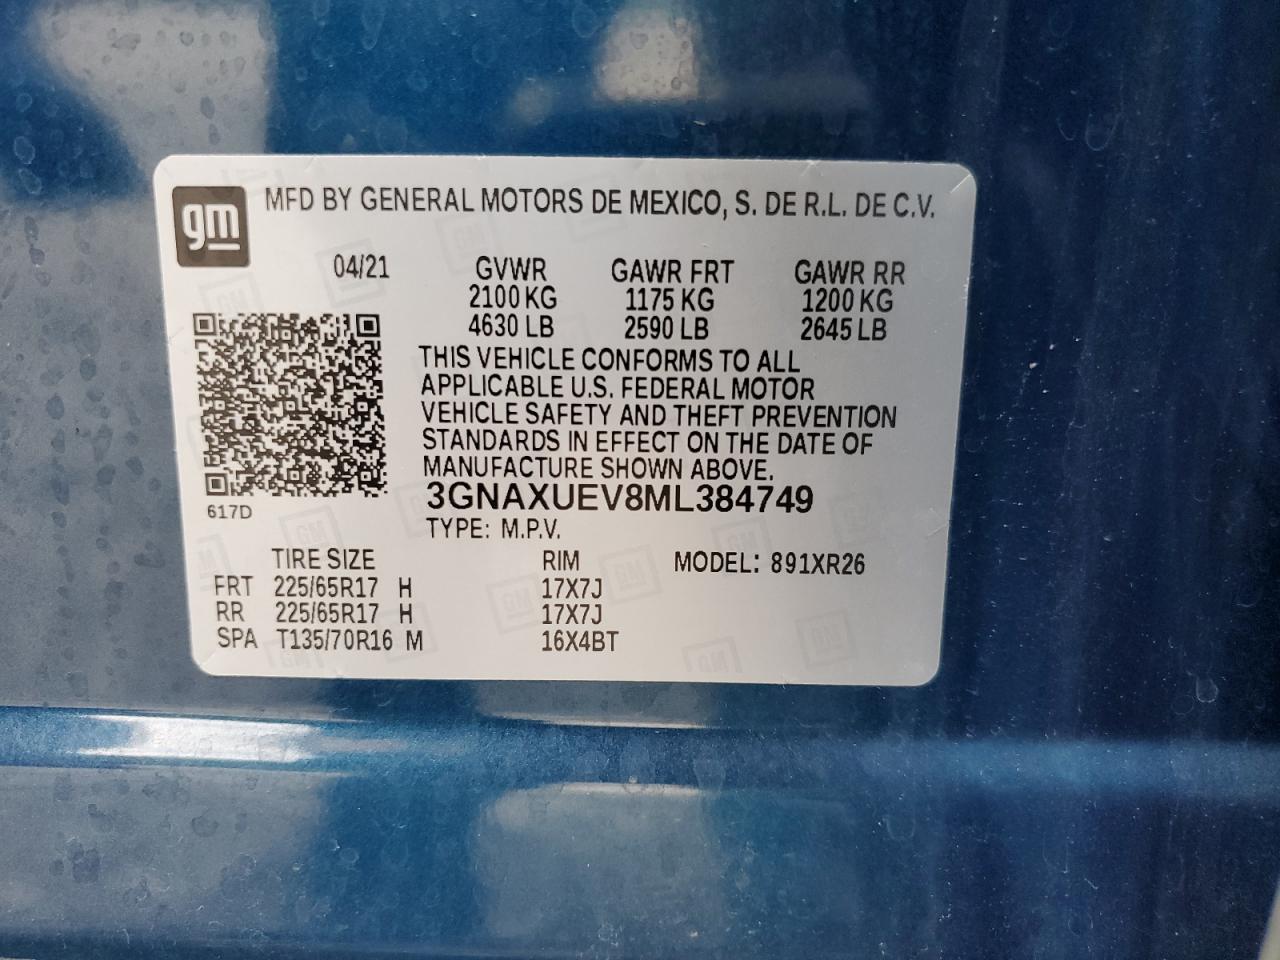 gm
MFD BY GENERAL MOTORS DE MEXICO, S. DE R.L. DE C.V.
04/21 GVWR GAWR FRT GAWR RR
2100 KG 1175 KG 1200 KG
4630 LB 2590 LB 2645 LB
THIS VEHICLE CONFORMS TO ALL
APPLICABLE U.S. FEDERAL MOTOR
VEHICLE SAFETY AND THEFT PREVENTION
STANDARDS IN EFFECT ON THE DATE OF
MANUFACTURE SHOWN ABOVE.
3GNAXUEV8ML384749
617D
TYPE: M.P.V.
TIRE SIZE RIM MODEL: 891XR26
FRT 225/65R17 H 17X7J
RR 225/65R17 H 17X7J
SPA T135/70R16 M 16X4BT